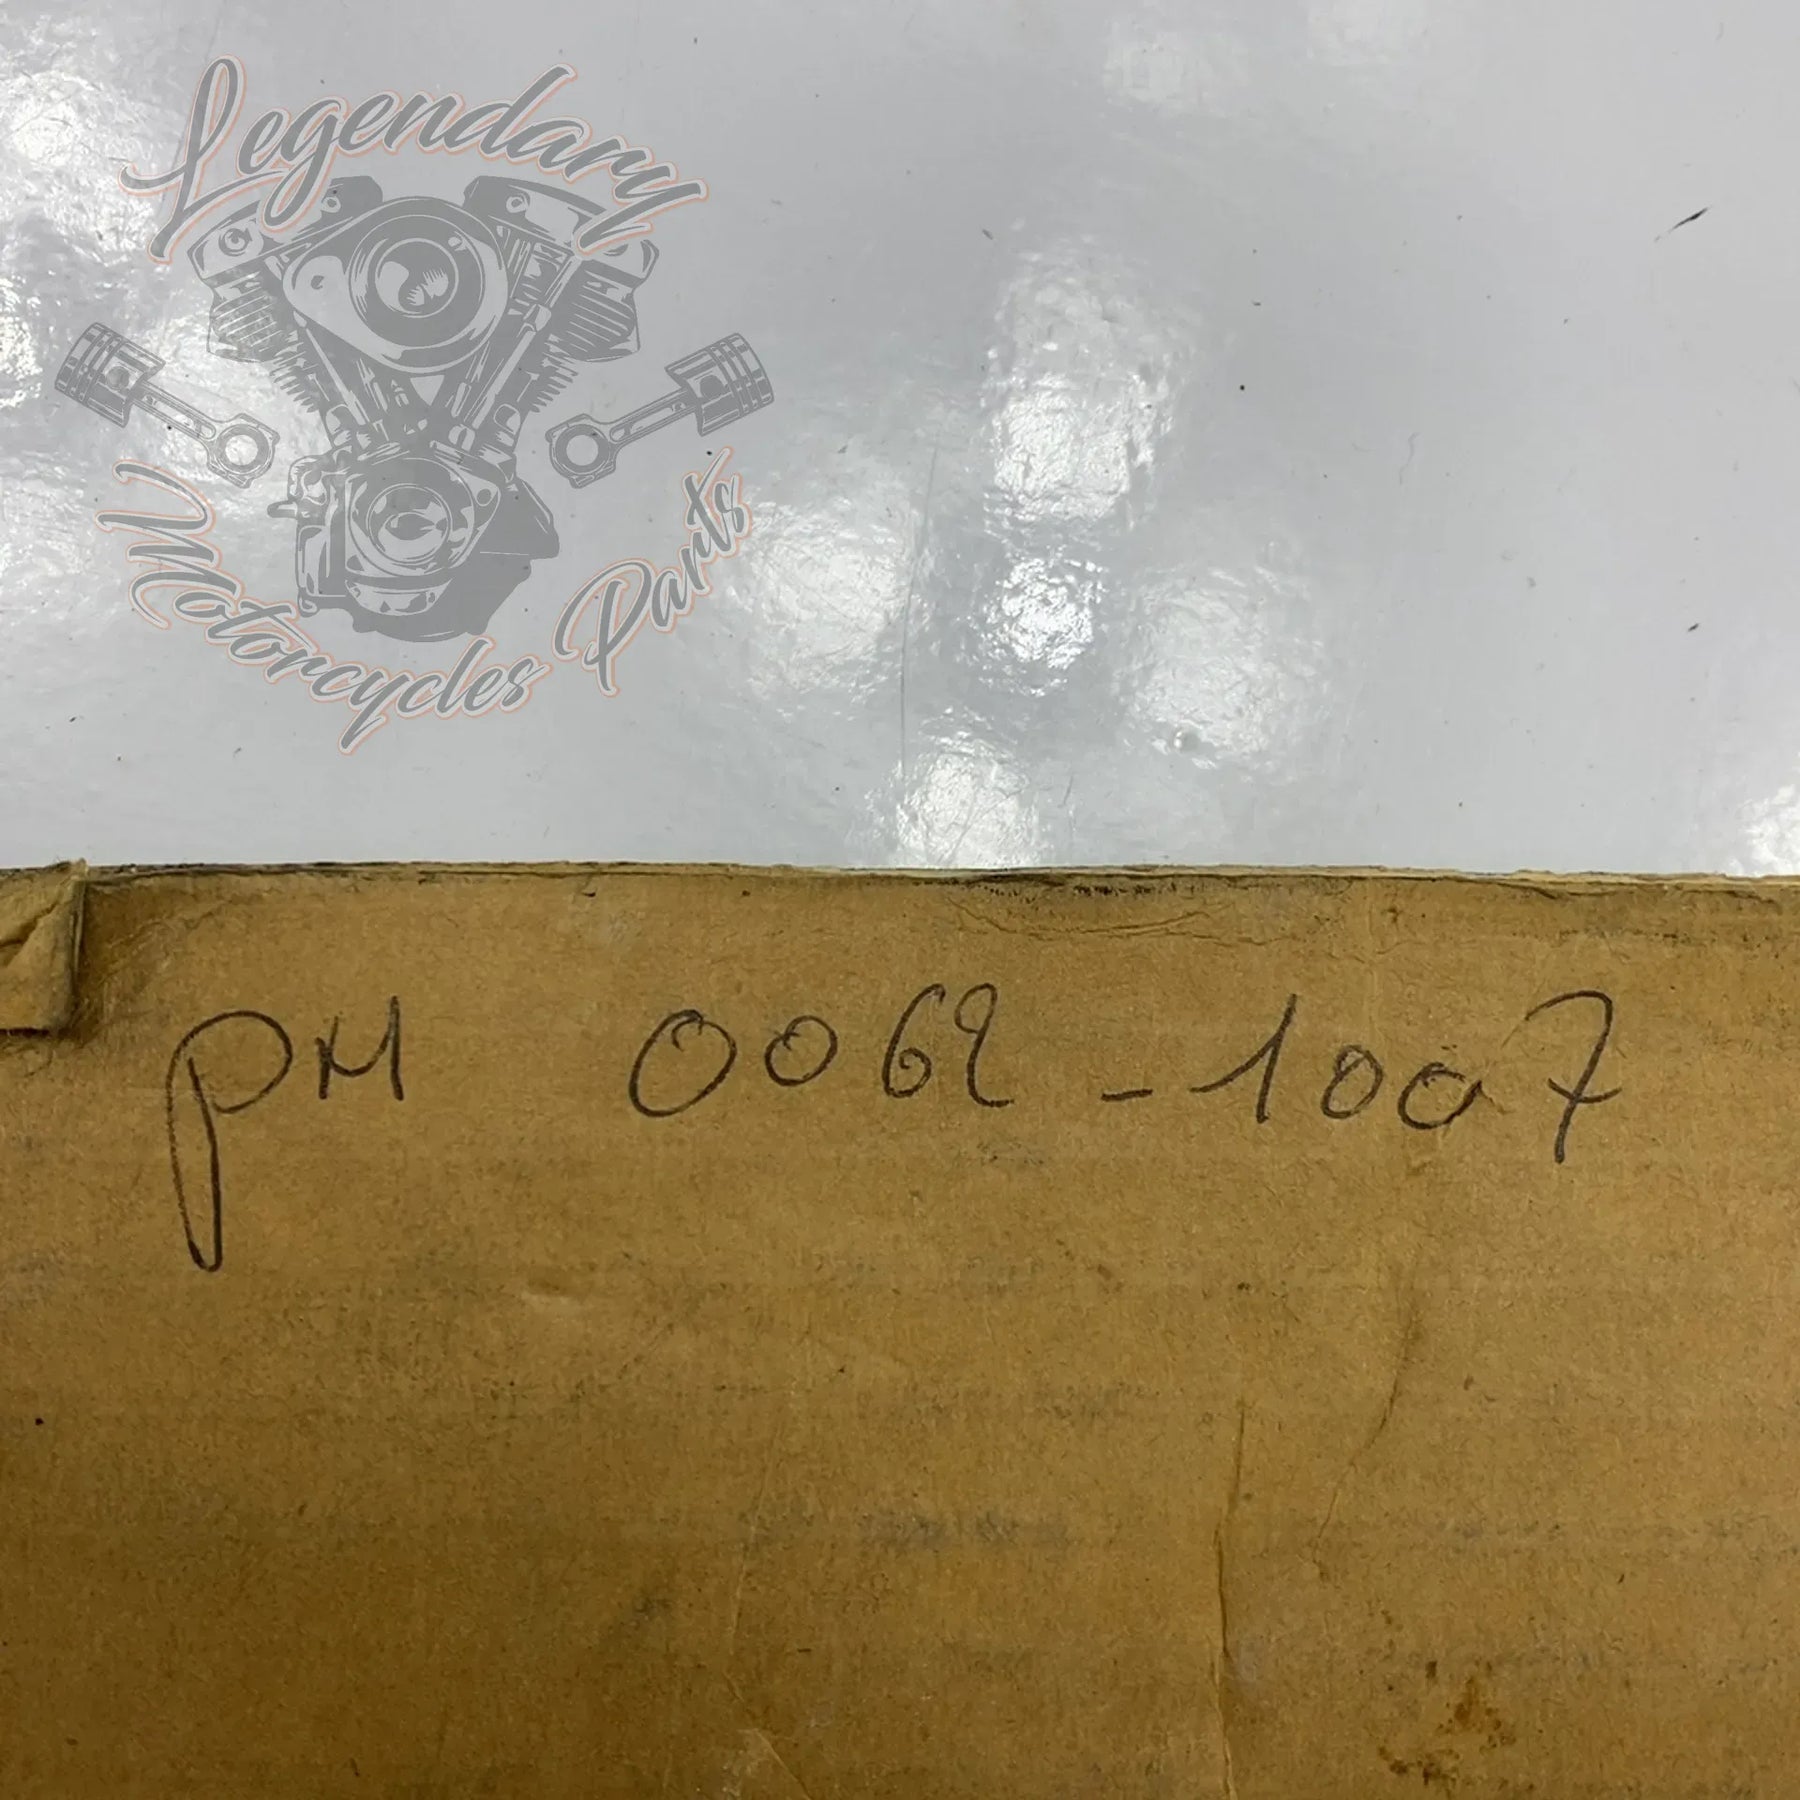 Legendary
Motorcycles Parts
PM 0062-1007